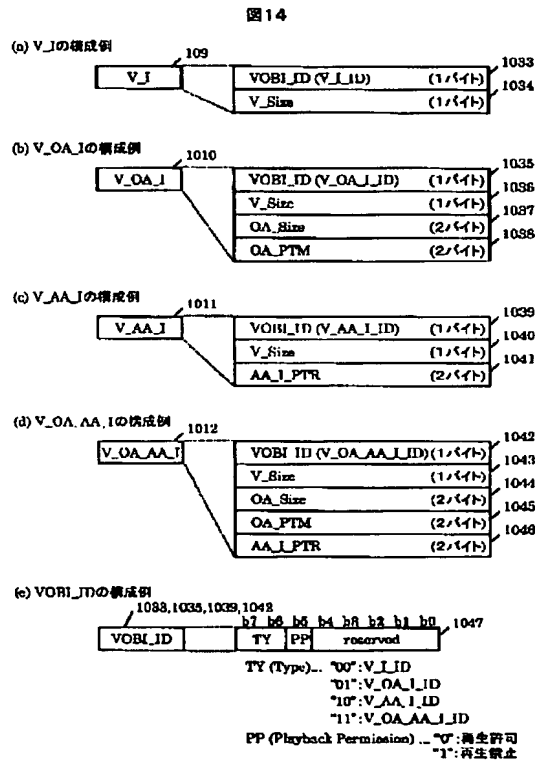 図14
(a) V_Iの構成例
109
1033
V_I
VOBI_ID (V_I_ID) (1バイト)
1034
V_Size (1バイト)
(b) V_OA_Iの構成例
1010
1035
V_OA_I
VOBI_ID (V_OA_I_ID) (1バイト)
1036
V_Size (1バイト)
1037
OA_Size (2バイト)
1038
OA_PTM (2バイト)
(c) V_AA_Iの構成例
1011
1039
V_AA_I
VOBI_ID (V_AA_I_ID) (1バイト)
1040
V_Size (1バイト)
1041
AA_I_PTR (2バイト)
(d) V_OA_AA_Iの構成例
1012
1042
V_OA_AA_I
VOBI_ID (V_OA_AA_I_ID) (1バイト)
1043
V_Size (1バイト)
1044
OA_Size (2バイト)
1045
OA_PTM (2バイト)
1046
AA_I_PTR (2バイト)
(e) VOBI_IDの構成例
1033,1035,1039,1042
b7 b6 b5 b4 b3 b2 b1 b0
1047
VOBI_ID
TY PP reserved
TY (Type)... "00":V_I_ID
"01":V_OA_I_ID
"10":V_AA_I_ID
"11":V_OA_AA_I_ID
PP (Playback Permission) ... "0":再生許可
"1":再生禁止